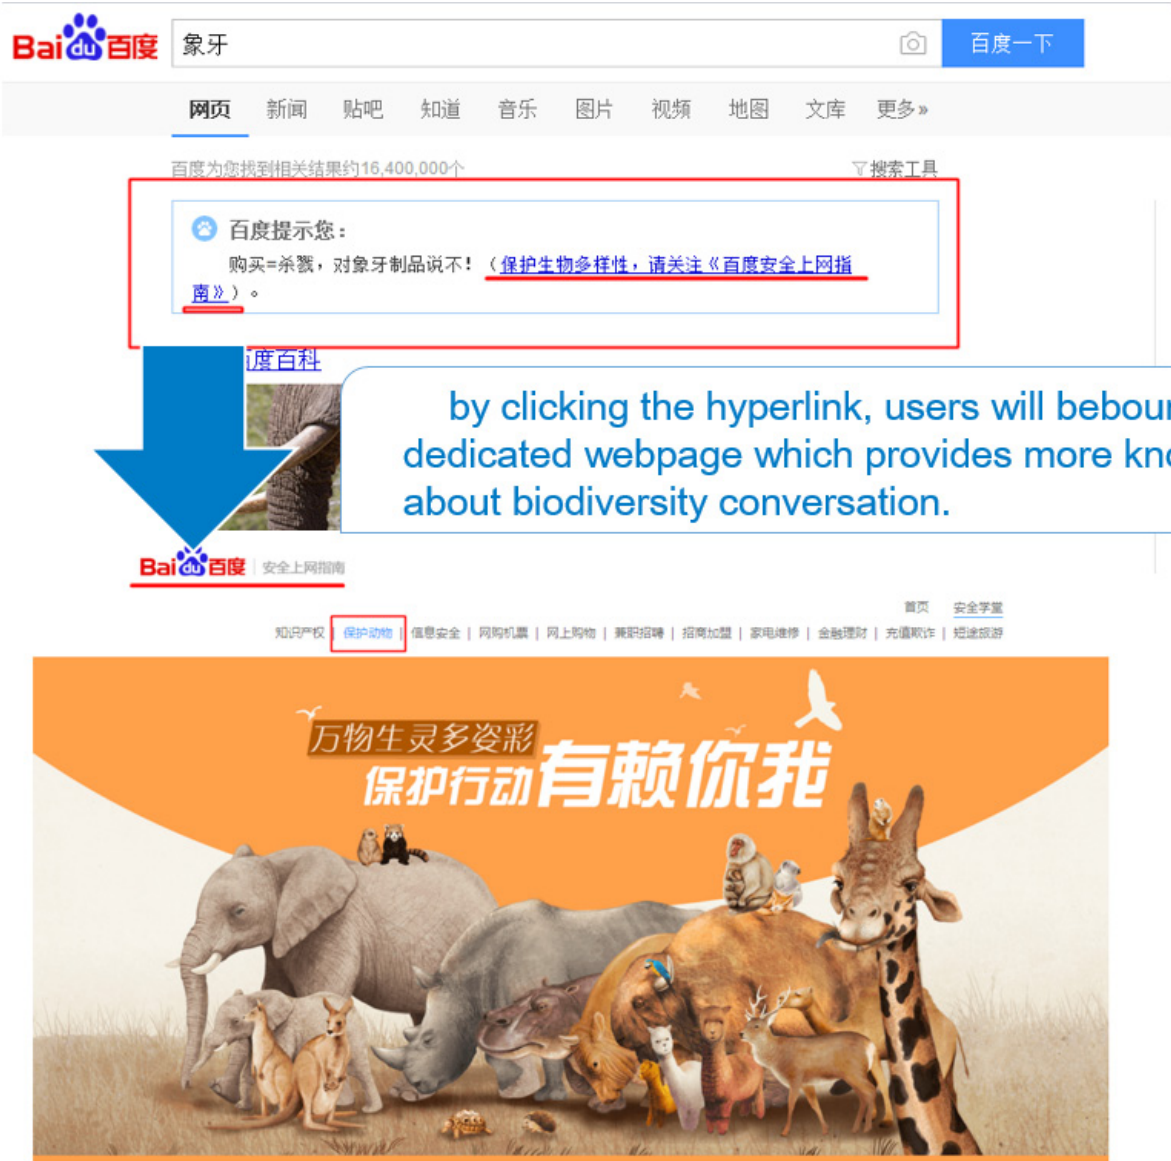 Bai du 百度 象牙 百度一下
网页 新闻 贴吧 知道 音乐 图片 视频 地图 文库 更多»
百度为您找到相关结果约16,400,000个 搜索工具
百度提示您：
购买=杀戮，对象牙制品说不！（保护生物多样性，请关注《百度安全上网指
南》）。
度百科
by clicking the hyperlink, users will bebour
dedicated webpage which provides more kno
about biodiversity conversation.
Bai du 百度 安全上网指南
首页 安全学堂
知识产权 | 保护动物 | 信息安全 | 网购机票 | 网上购物 | 兼职招聘 | 招商加盟 | 家电维修 | 金融理财 | 充值欺诈 | 短途旅游
万物生灵多姿彩
保护行动有赖你我